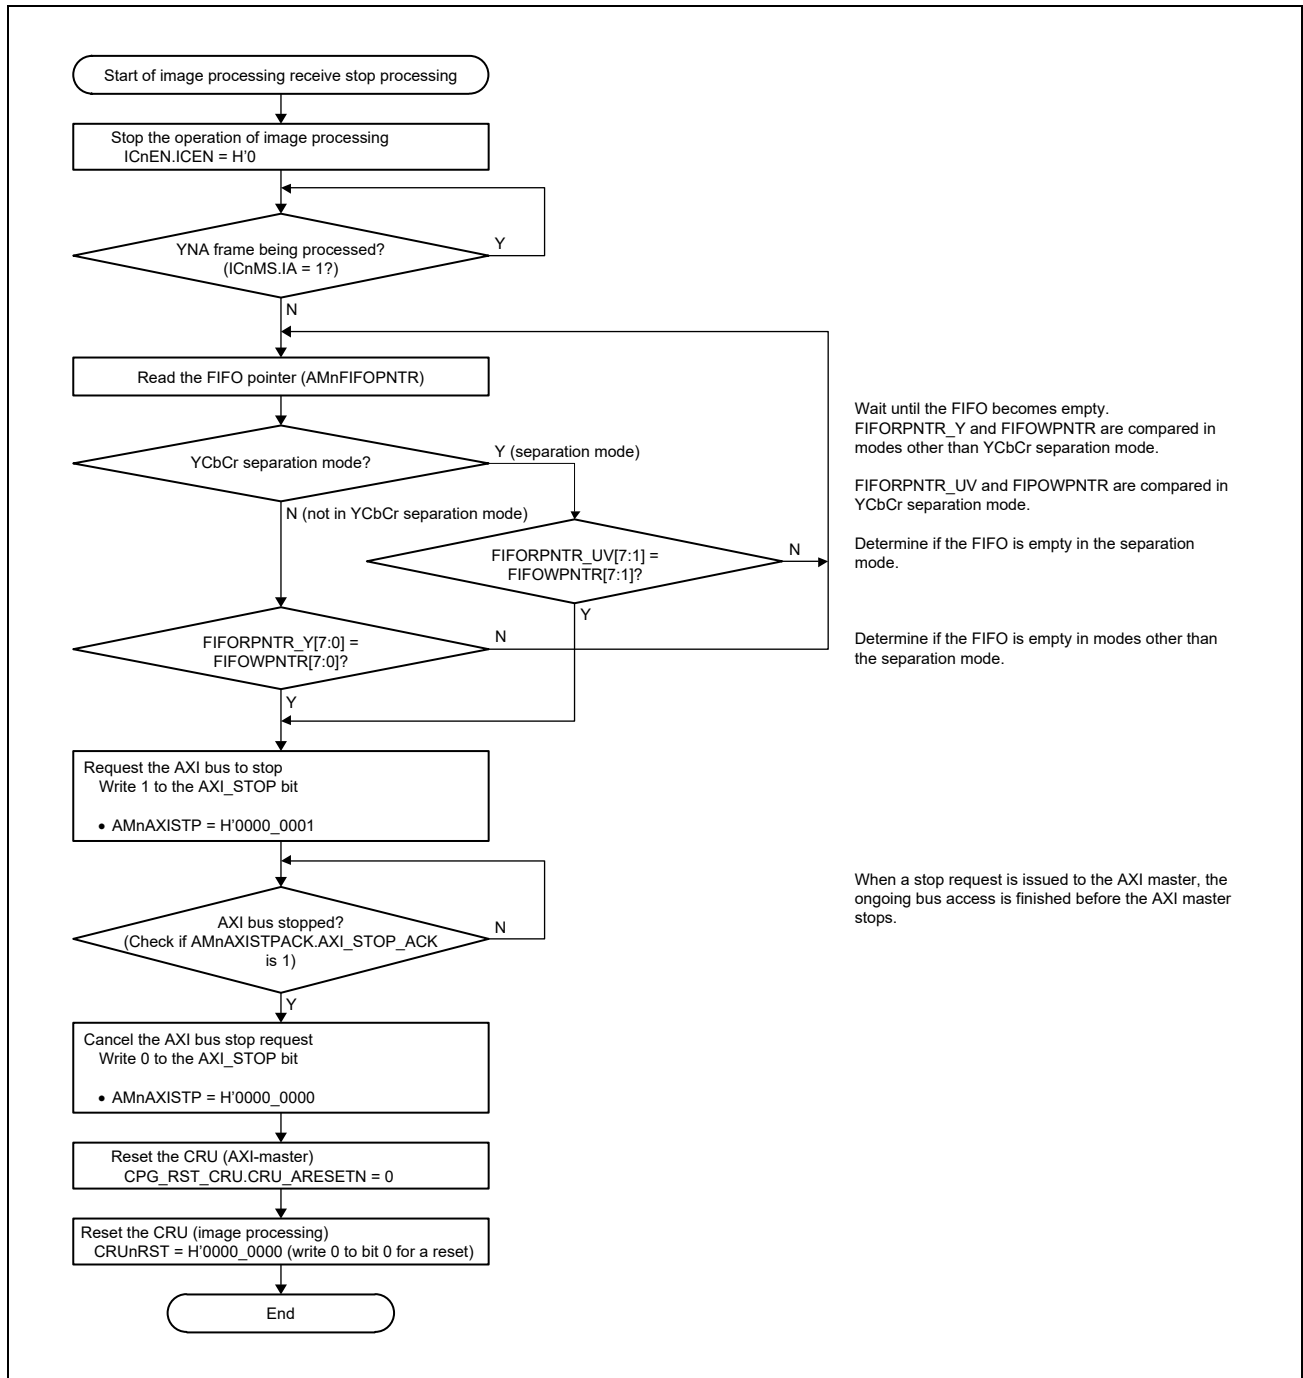 Start of image processing receive stop processing
Stop the operation of image processing
ICnEN.ICEN = H'0
YNA frame being processed?
(ICnMS.IA = 1?)
Y
N
Read the FIFO pointer (AMnFIFOPNTR)
YCbCr separation mode?
Y (separation mode)
N (not in YCbCr separation mode)
FIFORPNTR_UV[7:1] =
FIFOWPNTR[7:1]?
N
Y
FIFORPNTR_Y[7:0] =
FIFOWPNTR[7:0]?
N
Y
Wait until the FIFO becomes empty.
FIFORPNTR_Y and FIFOWPNTR are compared in
modes other than YCbCr separation mode.
FIFORPNTR_UV and FIPOWPNTR are compared in
YCbCr separation mode.
Determine if the FIFO is empty in the separation
mode.
Determine if the FIFO is empty in modes other than
the separation mode.
Request the AXI bus to stop
Write 1 to the AXI_STOP bit
• AMnAXISTP = H'0000_0001
AXI bus stopped?
(Check if AMnAXISTPACK.AXI_STOP_ACK
is 1)
N
Y
When a stop request is issued to the AXI master, the
ongoing bus access is finished before the AXI master
stops.
Cancel the AXI bus stop request
Write 0 to the AXI_STOP bit
• AMnAXISTP = H'0000_0000
Reset the CRU (AXI-master)
CPG_RST_CRU.CRU_ARESETN = 0
Reset the CRU (image processing)
CRUnRST = H'0000_0000 (write 0 to bit 0 for a reset)
End